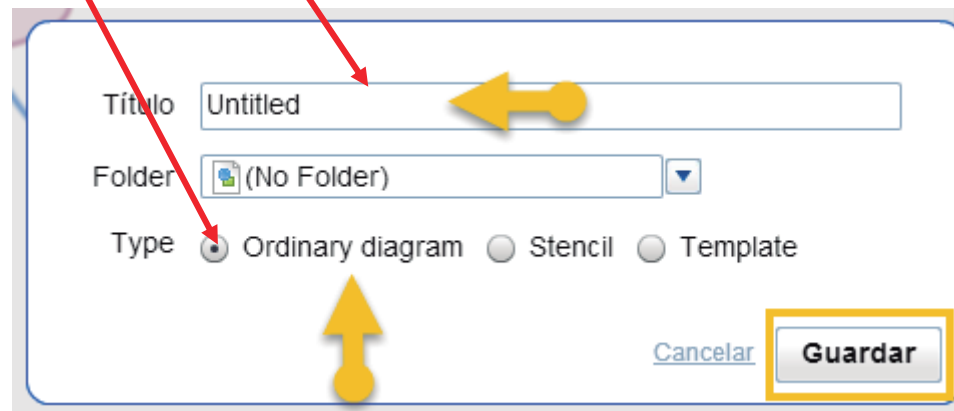 Título Untitled
Folder (No Folder)
Type Ordinary diagram Stencil Template
Cancelar Guardar